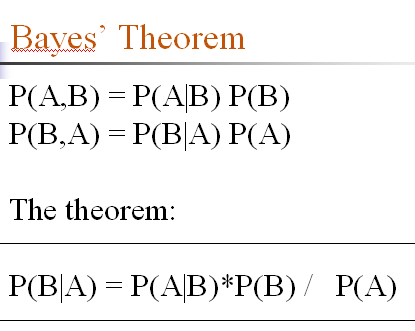 Bayes’ Theorem
P(A,B) = P(A|B) P(B)
P(B,A) = P(B|A) P(A)
The theorem:
P(B|A) = P(A|B)*P(B) / P(A)